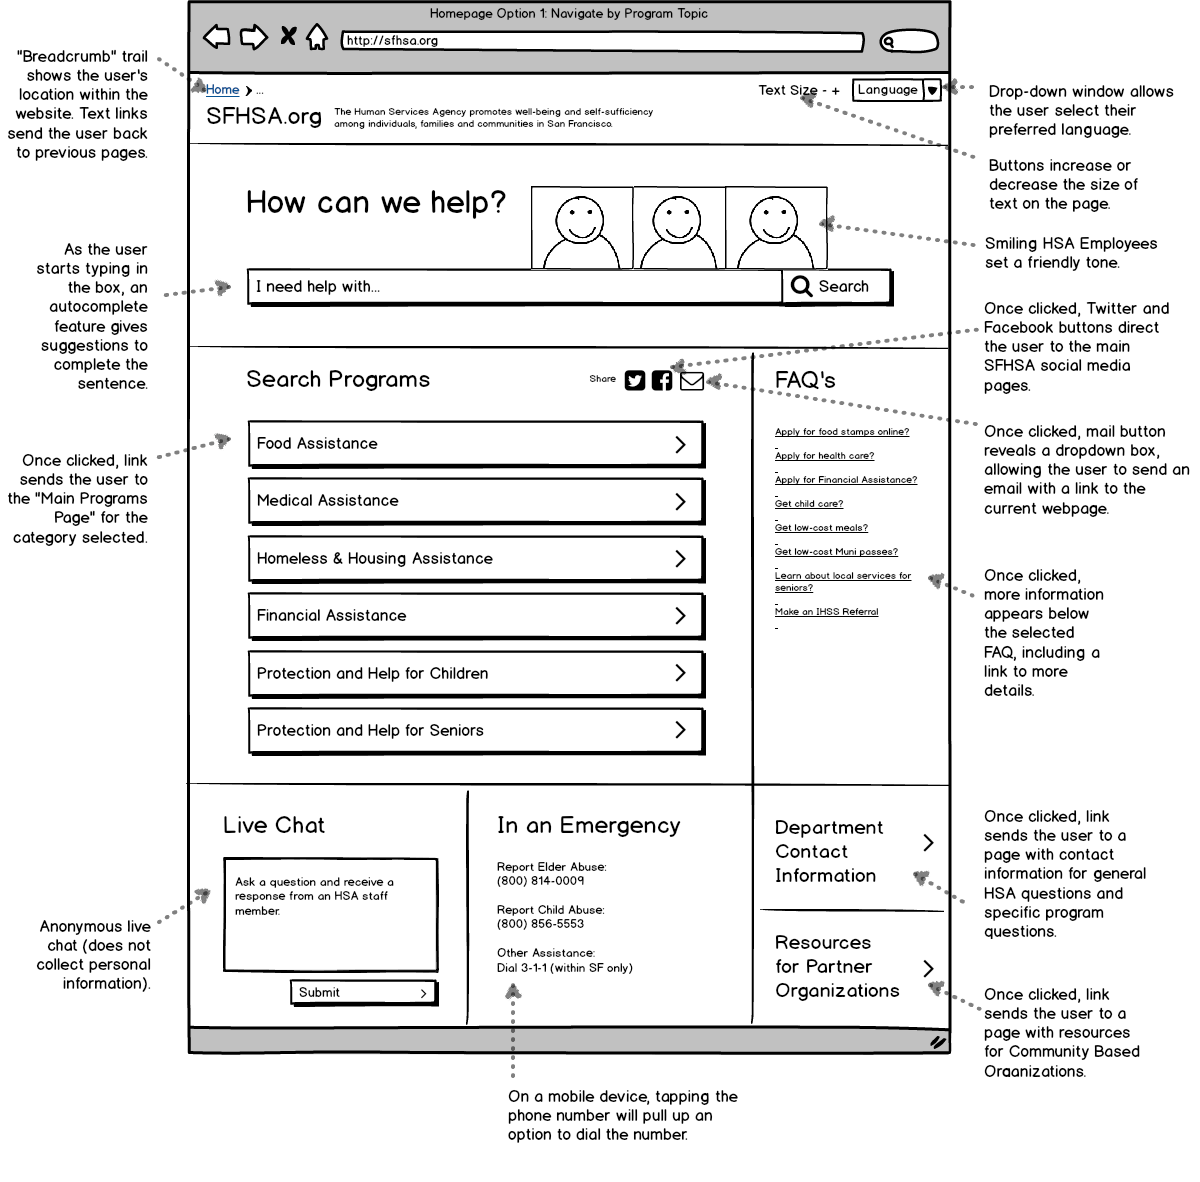 Homepage Option 1: Navigate by Program Topic
http://sfhsa.org
"Breadcrumb" trail
shows the user's
location within the
website. Text links
send the user back
to previous pages.
Home > ...
Text Size - +
Language
SFHSA.org
The Human Services Agency promotes well-being and self-sufficiency
among individuals, families and communities in San Francisco.
Drop-down window allows
the user select their
preferred language.
Buttons increase or
decrease the size of
text on the page.
How can we help?
Smiling HSA Employees
set a friendly tone.
As the user
starts typing in
the box, an
autocomplete
feature gives
suggestions to
complete the
sentence.
I need help with...
Search
Once clicked, Twitter and
Facebook buttons direct
the user to the main
SFHSA social media
pages.
Search Programs
Share
FAQ's
Once clicked, mail button
reveals a dropdown box,
allowing the user to send an
email with a link to the
current webpage.
Once clicked, link
sends the user to
the "Main Programs
Page" for the
category selected.
Food Assistance
Medical Assistance
Homeless & Housing Assistance
Financial Assistance
Protection and Help for Children
Protection and Help for Seniors
Apply for food stamps online?
Apply for health care?
Apply for Financial Assistance?
Get child care?
Get low-cost meals?
Get low-cost Muni passes?
Learn about local services for
seniors?
Make an IHSS Referral
Once clicked,
more information
appears below
the selected
FAQ, including a
link to more
details.
Live Chat
Ask a question and receive a
response from an HSA staff
member.
Submit
Anonymous live
chat (does not
collect personal
information).
In an Emergency
Report Elder Abuse:
(800) 814-0009
Report Child Abuse:
(800) 856-5553
Other Assistance:
Dial 3-1-1 (within SF only)
Department
Contact
Information
Once clicked, link
sends the user to a
page with contact
information for general
HSA questions and
specific program
questions.
Resources
for Partner
Organizations
Once clicked, link
sends the user to a
page with resources
for Community Based
Organizations.
On a mobile device, tapping the
phone number will pull up an
option to dial the number.